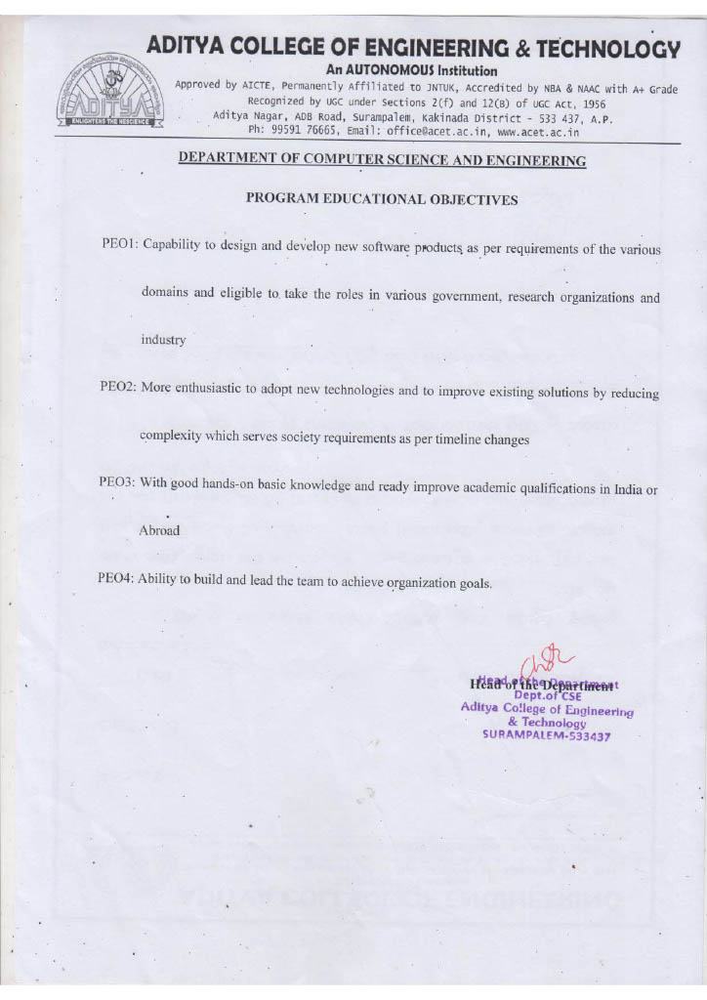 ADITYA COLLEGE OF ENGINEERING & TECHNOLOGY
An AUTONOMOUS Institution
Approved by AICTE, Permanently Affiliated to JNTUK, Accredited by NBA & NAAC with A+ Grade
Recognized by UGC under Sections 2(f) and 12(B) of UGC Act, 1956
Aditya Nagar, ADB Road, Surampalem, Kakinada District - 533 437, A.P.
Ph: 99591 76665, Email: office@acet.ac.in, www.acet.ac.in
ADITYA
ENLIGHTENS THE NESCIENCE
DEPARTMENT OF COMPUTER SCIENCE AND ENGINEERING
PROGRAM EDUCATIONAL OBJECTIVES
PEO1: Capability to design and develop new software products as per requirements of the various
domains and eligible to take the roles in various government, research organizations and
industry
PEO2: More enthusiastic to adopt new technologies and to improve existing solutions by reducing
complexity which serves society requirements as per timeline changes
PEO3: With good hands-on basic knowledge and ready improve academic qualifications in India or
Abroad
PEO4: Ability to build and lead the team to achieve organization goals.
Head of the Department
Head of the Department
Dept.of CSE
Aditya College of Engineering
& Technology
SURAMPALEM-533437